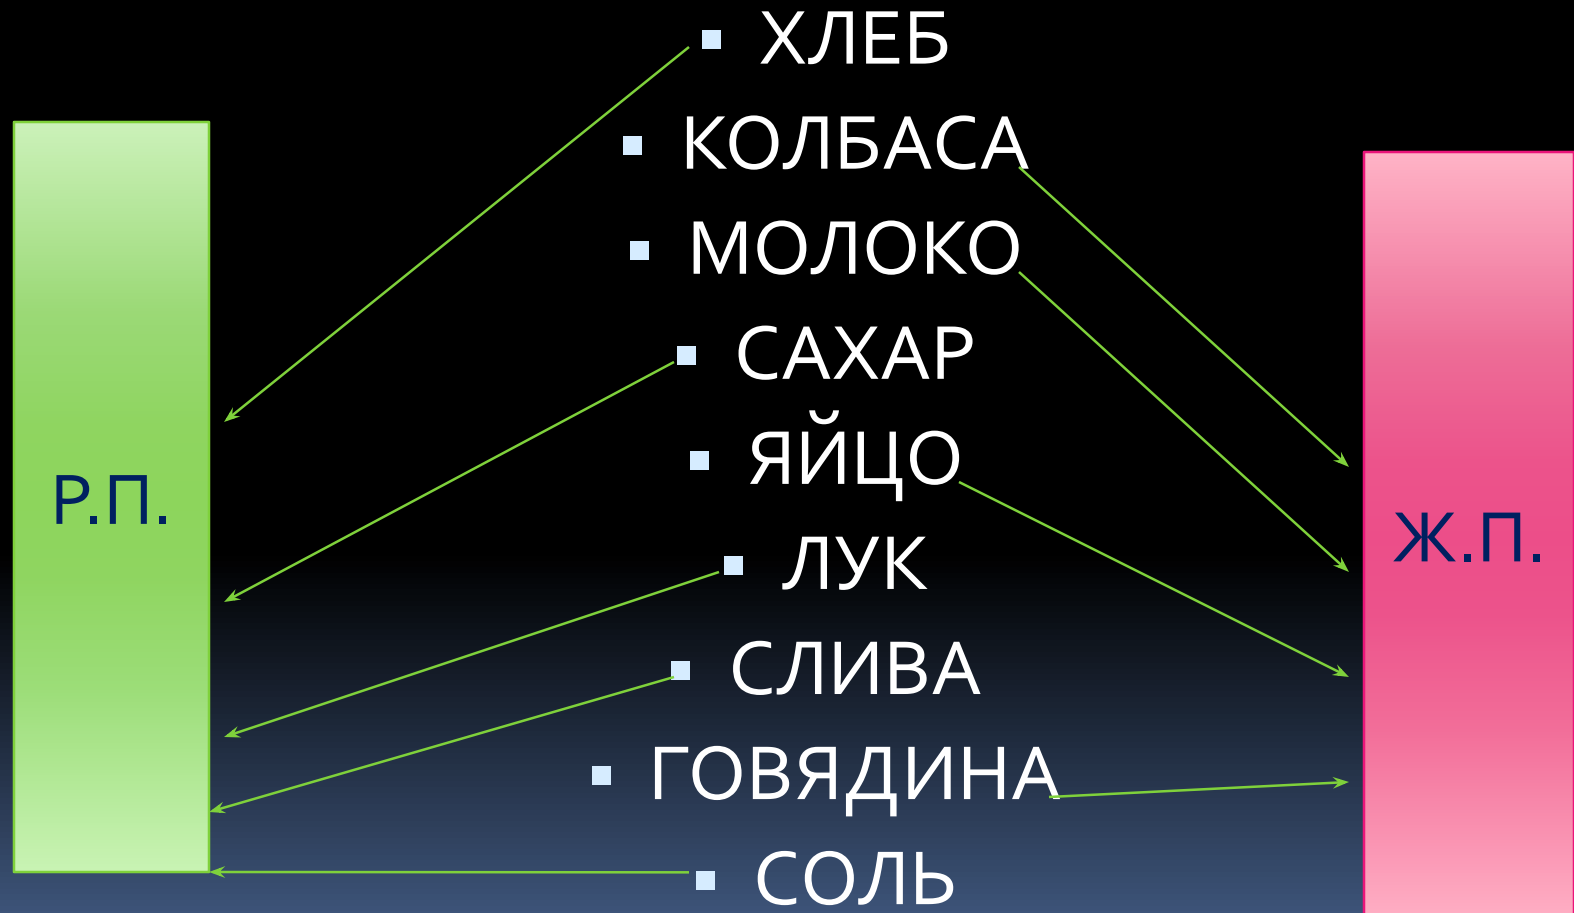 ХЛЕБ
КОЛБАСА
МОЛОКО
САХАР
ЯЙЦО
ЛУК
СЛИВА
ГОВЯДИНА
СОЛЬ
Р.П.
Ж.П.